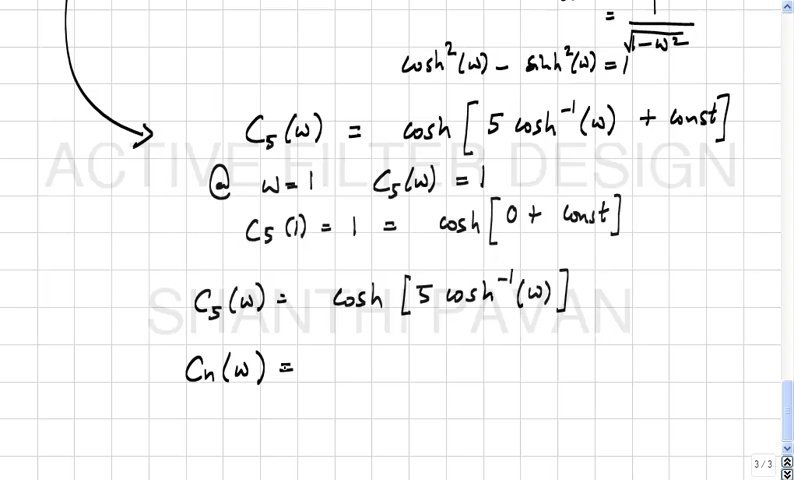 = 1/√1-ω²
cosh²(ω) - sinh²(ω) = 1
C₅(ω) = cosh [ 5 cosh⁻¹(ω) + const ]
@ ω=1 C₅(ω) = 1
C₅(1) = 1 = cosh [ 0 + const ]
C₅(ω) = cosh [ 5 cosh⁻¹(ω) ]
Cn(ω) =
ACTIVE FILTER DESIGN
SHANTHI PAVAN
3 / 3